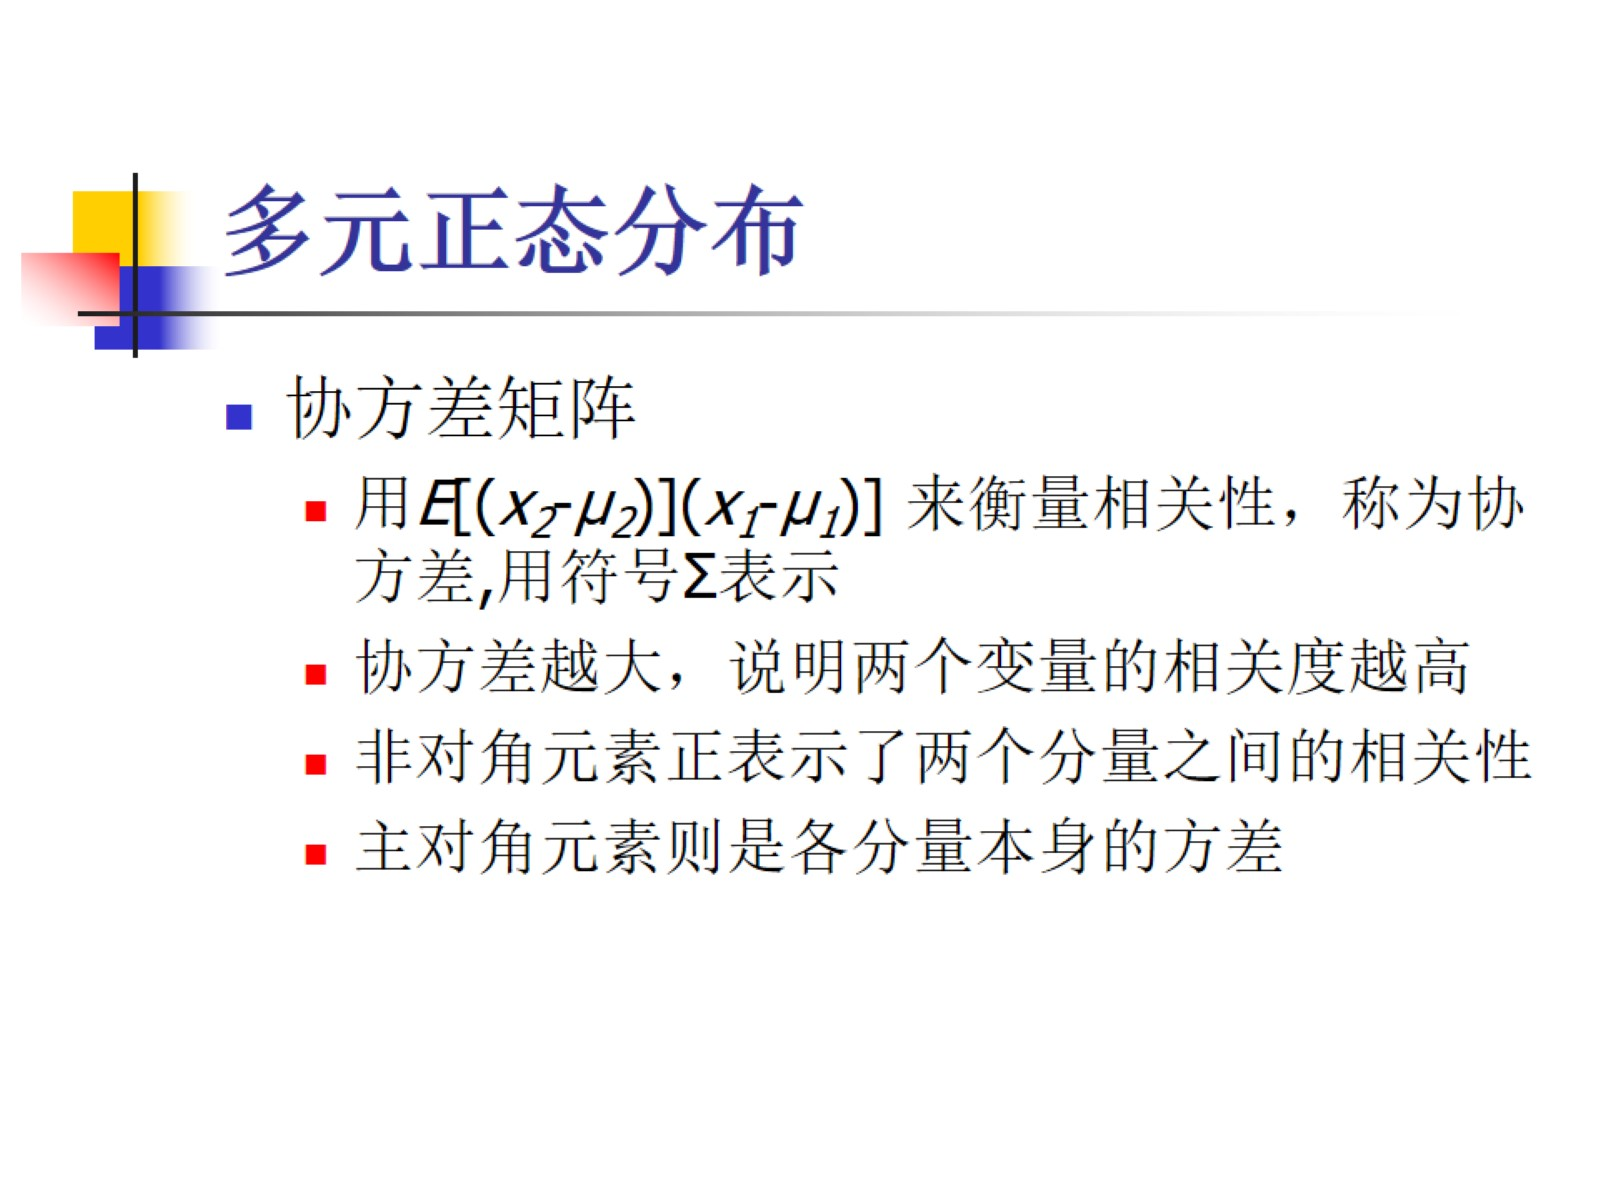 多元正态分布
协方差矩阵
用E[(x₂-μ₂)](x₁-μ₁)] 来衡量相关性，称为协
方差,用符号Σ表示
协方差越大，说明两个变量的相关度越高
非对角元素正表示了两个分量之间的相关性
主对角元素则是各分量本身的方差